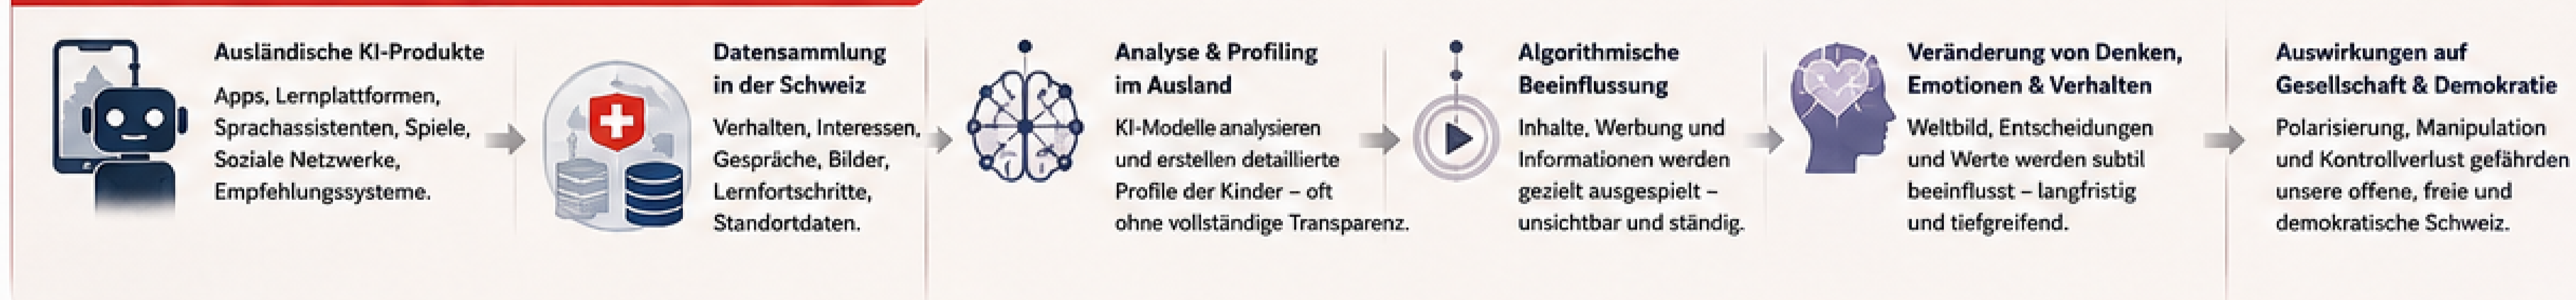 Ausländische KI-Produkte
Apps, Lernplattformen,
Sprachassistenten, Spiele,
Soziale Netzwerke,
Empfehlungssysteme.
Datensammlung
in der Schweiz
Verhalten, Interessen,
Gespräche, Bilder,
Lernfortschritte,
Standortdaten.
Analyse & Profiling
im Ausland
KI-Modelle analysieren
und erstellen detaillierte
Profile der Kinder – oft
ohne vollständige Transparenz.
Algorithmische
Beeinflussung
Inhalte, Werbung und
Informationen werden
gezielt ausgespielt –
unsichtbar und ständig.
Veränderung von Denken,
Emotionen & Verhalten
Weltbild, Entscheidungen
und Werte werden subtil
beeinflusst – langfristig
und tiefgreifend.
Auswirkungen auf
Gesellschaft & Demokratie
Polarisierung, Manipulation
und Kontrollverlust gefährden
unsere offene, freie und
demokratische Schweiz.